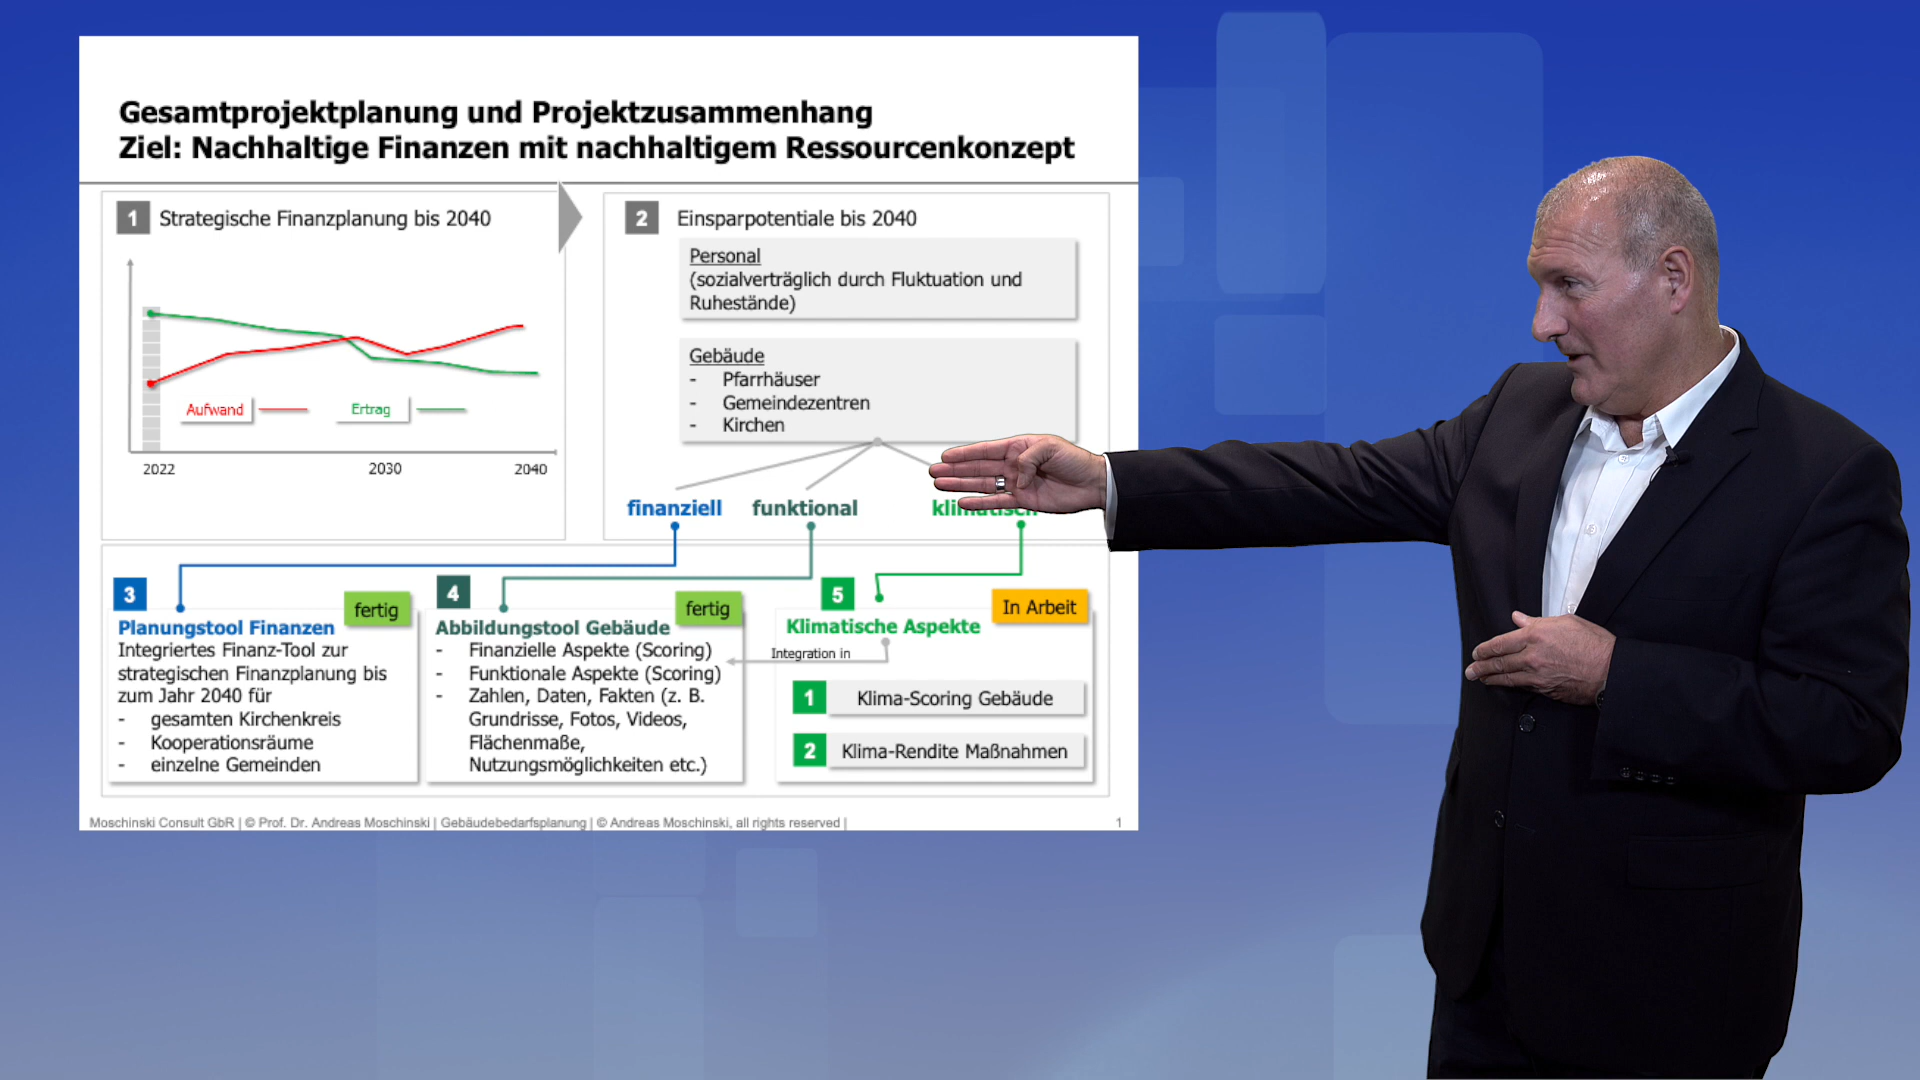 Gesamtprojektplanung und Projektzusammenhang
Ziel: Nachhaltige Finanzen mit nachhaltigem Ressourcenkonzept
1 Strategische Finanzplanung bis 2040
Aufwand
Ertrag
2022
2030
2040
2 Einsparpotentiale bis 2040
Personal
(sozialverträglich durch Fluktuation und
Ruhestände)
Gebäude
- Pfarrhäuser
- Gemeindezentren
- Kirchen
finanziell
funktional
klimatisch
3
fertig
Planungstool Finanzen
Integriertes Finanz-Tool zur
strategischen Finanzplanung bis
zum Jahr 2040 für
- gesamten Kirchenkreis
- Kooperationsräume
- einzelne Gemeinden
4
fertig
Abbildungstool Gebäude
- Finanzielle Aspekte (Scoring)
- Funktionale Aspekte (Scoring)
- Zahlen, Daten, Fakten (z. B.
Grundrisse, Fotos, Videos,
Flächenmaße,
Nutzungsmöglichkeiten etc.)
5
In Arbeit
Klimatische Aspekte
Integration in
1 Klima-Scoring Gebäude
2 Klima-Rendite Maßnahmen
Moschinski Consult GbR | © Prof. Dr. Andreas Moschinski | Gebäudebedarfsplanung | © Andreas Moschinski, all rights reserved |
1